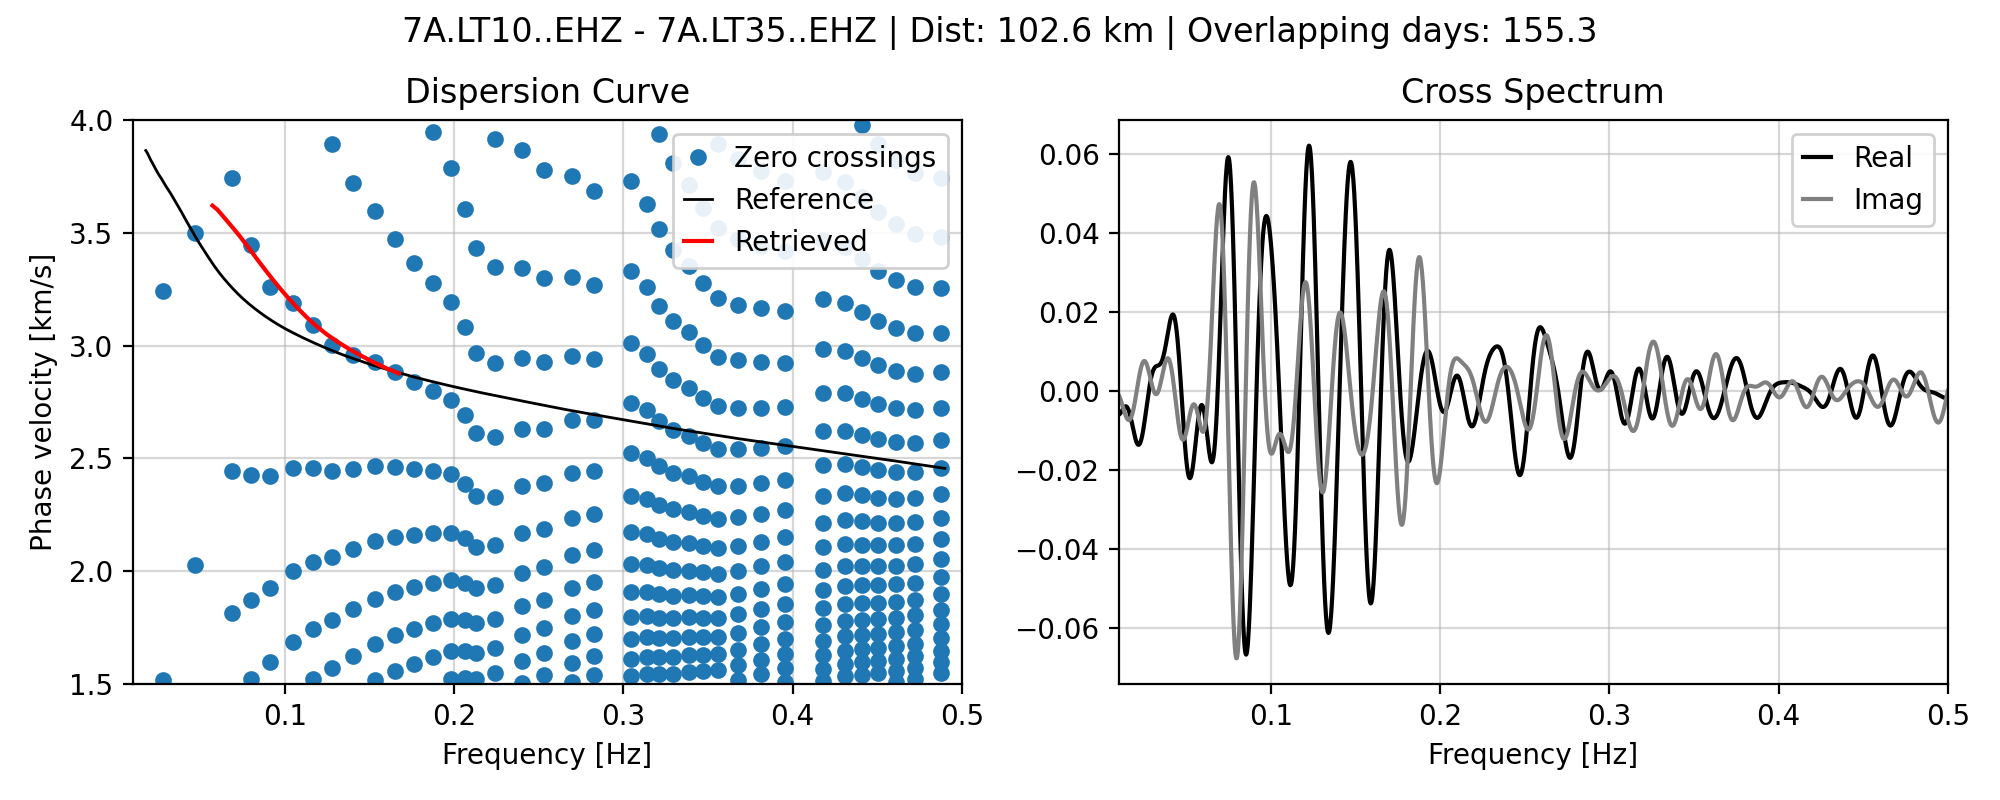 7A.LT10..EHZ - 7A.LT35..EHZ | Dist: 102.6 km | Overlapping days: 155.3
Dispersion Curve
4.0
3.5
3.0
2.5
2.0
1.5
Phase velocity [km/s]
0.1
0.2
0.3
0.4
0.5
Frequency [Hz]
Zero crossings
Reference
Retrieved
Cross Spectrum
0.06
0.04
0.02
0.00
−0.02
−0.04
−0.06
0.1
0.2
0.3
0.4
0.5
Frequency [Hz]
Real
Imag